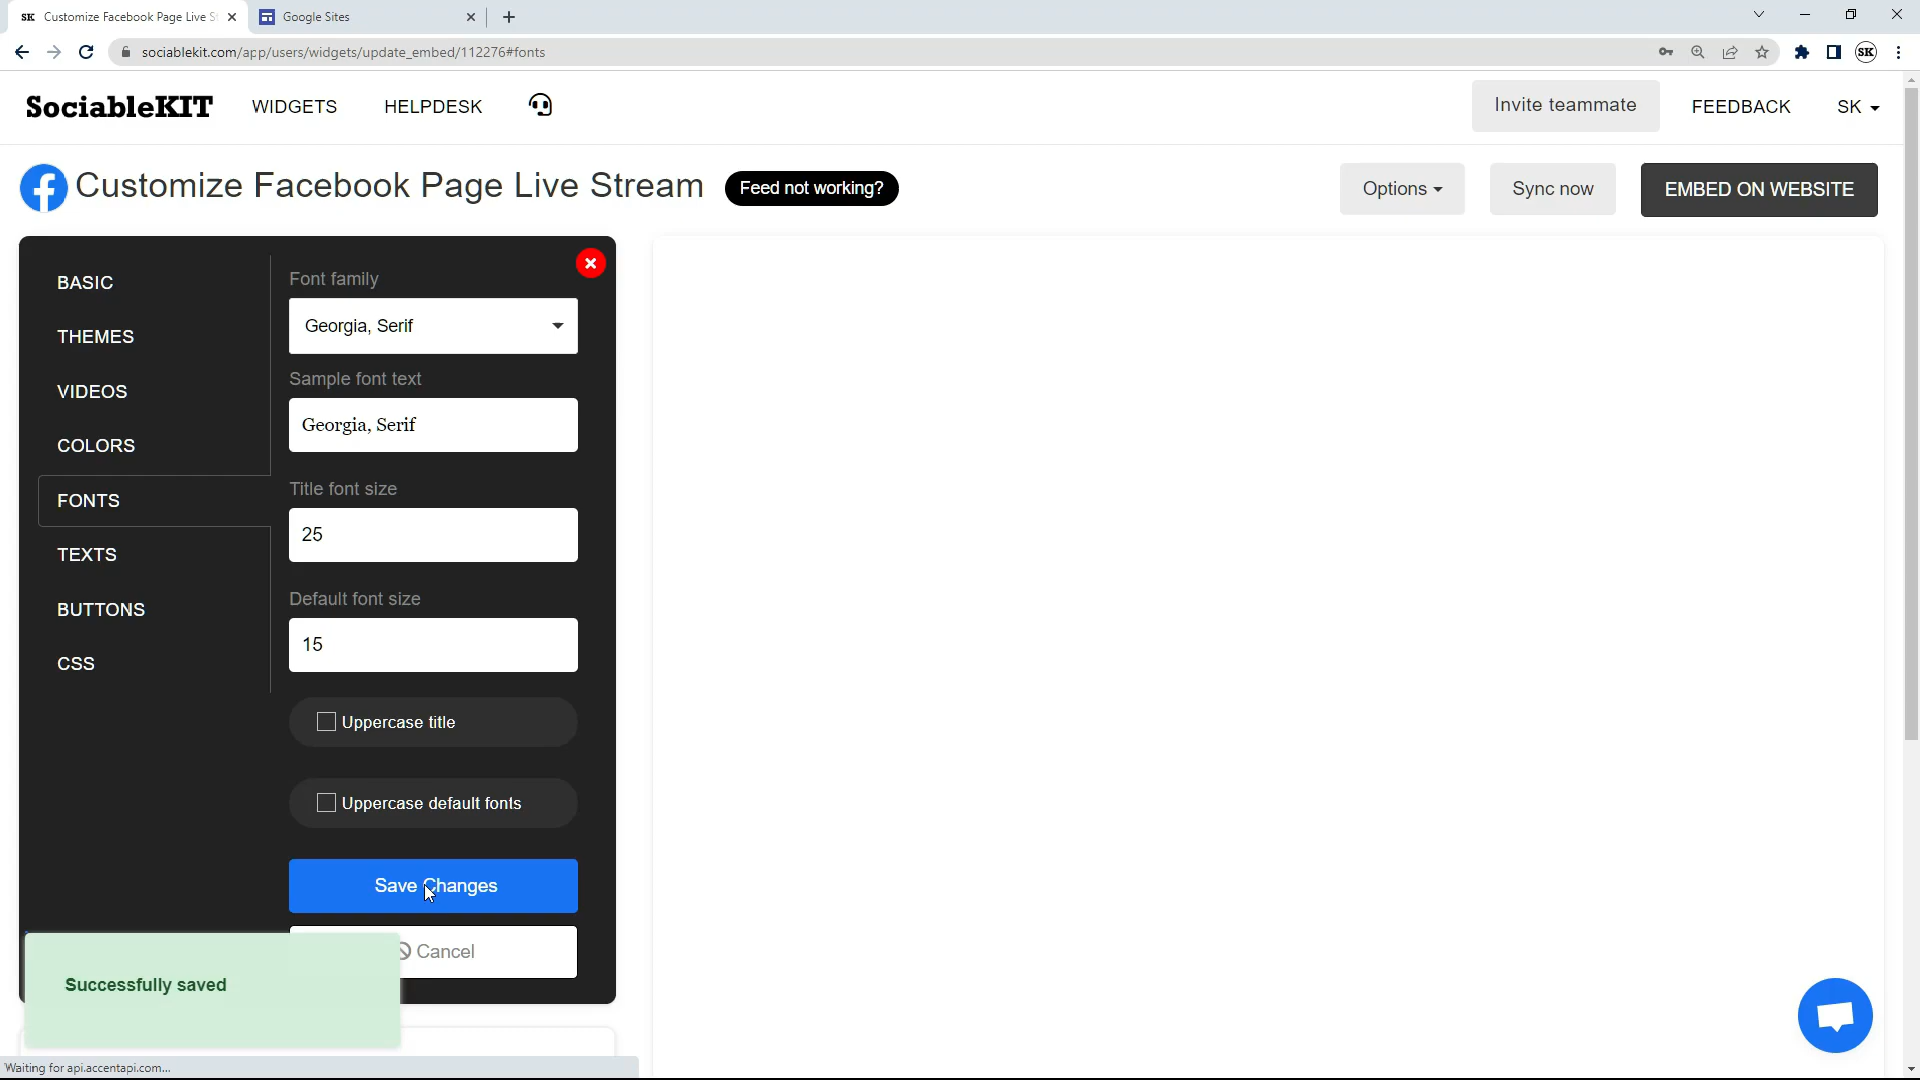 SK Customize Facebook Page Live S
Google Sites
sociablekit.com/app/users/widgets/update_embed/112276#fonts
SK
SociableKIT
WIDGETS
HELPDESK
Invite teammate
FEEDBACK
SK
Customize Facebook Page Live Stream
Feed not working?
Options
Sync now
EMBED ON WEBSITE
BASIC
THEMES
VIDEOS
COLORS
FONTS
TEXTS
BUTTONS
CSS
Font family
Georgia, Serif
Sample font text
Georgia, Serif
Title font size
25
Default font size
15
Uppercase title
Uppercase default fonts
Save Changes
Cancel
Successfully saved
Waiting for api.accentapi.com...